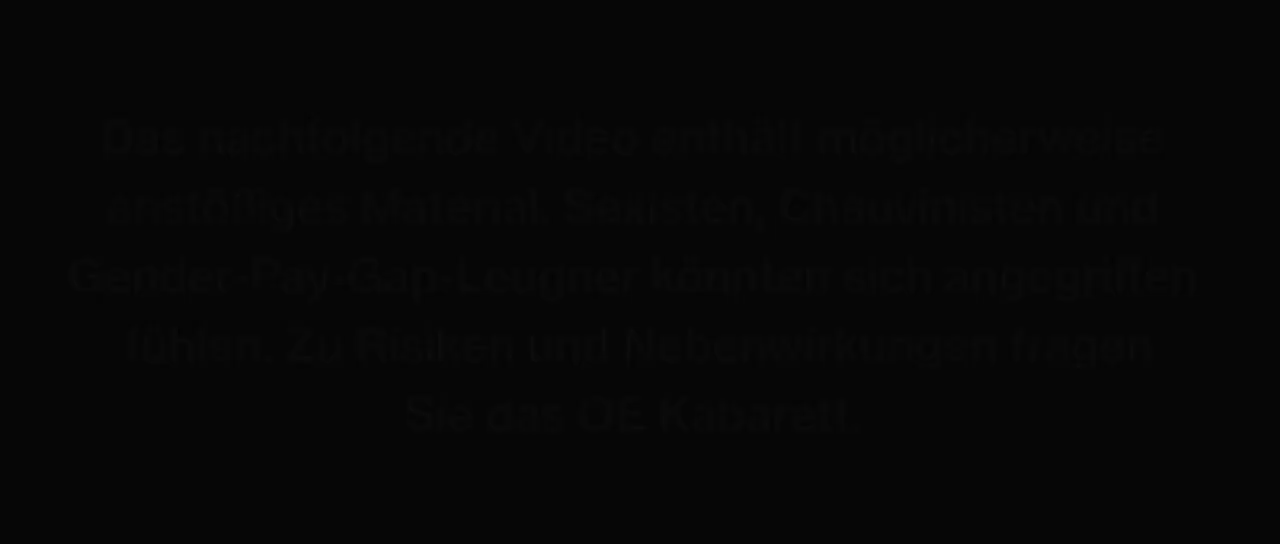 Das nachfolgende Video enthält möglicherweise
anstößiges Material. Sexisten, Chauvinisten und
Gender-Pay-Gap-Leugner könnten sich angegriffen
fühlen. Zu Risiken und Nebenwirkungen fragen
Sie das OE Kabarett.